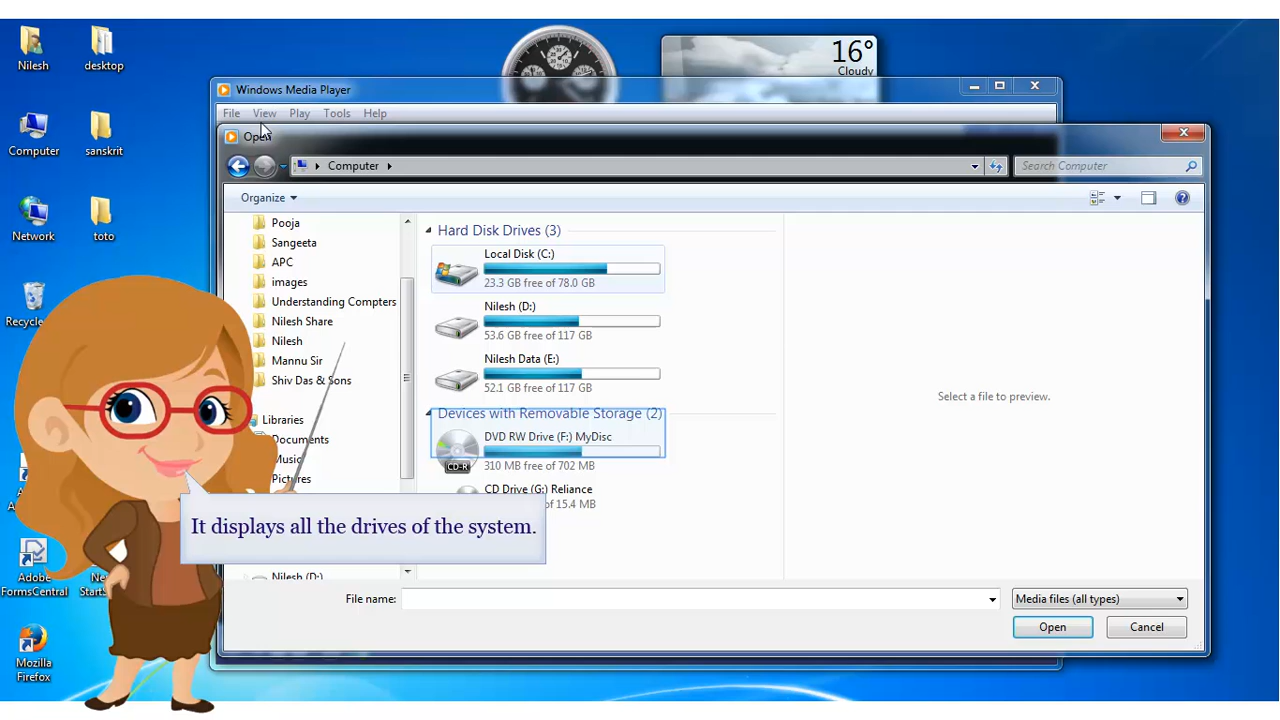 Nilesh
desktop
16°
Cloudy
Windows Media Player
File View Play Tools Help
Open
Computer
Computer
sanskrit
Search Computer
Organize
Network
toto
Pooja
Sangeeta
APC
images
Understanding Compters
Nilesh Share
Nilesh
Mannu Sir
Shiv Das & Sons
Libraries
Documents
Music
Pictures
Nilesh (D:)
Hard Disk Drives (3)
Local Disk (C:)
23.3 GB free of 78.0 GB
Nilesh (D:)
53.6 GB free of 117 GB
Nilesh Data (E:)
52.1 GB free of 117 GB
Devices with Removable Storage (2)
DVD RW Drive (F:) MyDisc
CD-R
310 MB free of 702 MB
CD Drive (G:) Reliance
of 15.4 MB
Select a file to preview.
It displays all the drives of the system.
Adobe
FormsCentral
Mozilla
Firefox
File name:
Media files (all types)
Open
Cancel